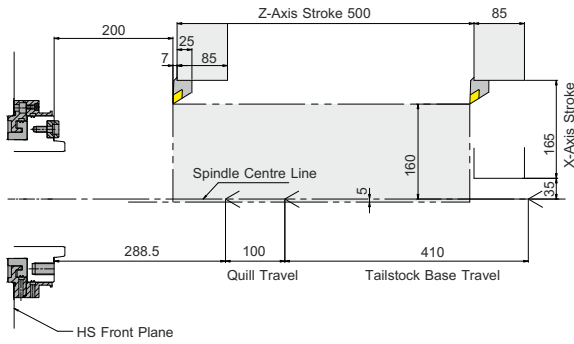 Z-Axis Stroke 500
85
200
25
7
85
X-Axis Stroke
165
160
Spindle Centre Line
5
35
288.5
100
410
Quill Travel
Tailstock Base Travel
HS Front Plane